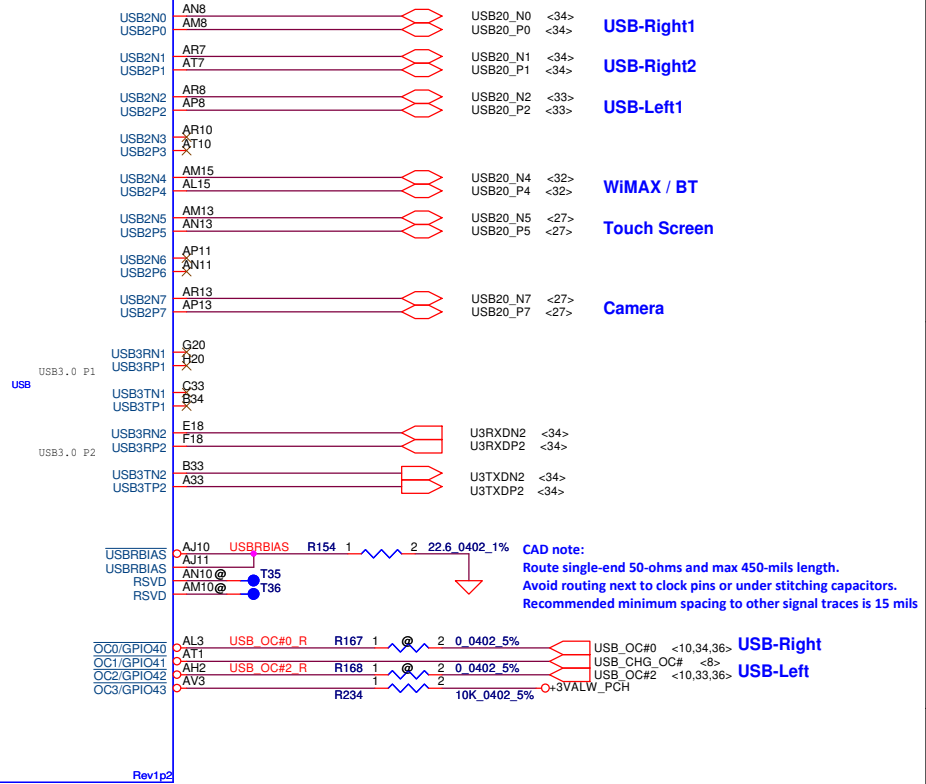 USB2N0 AN8 USB20_N0 <34>
USB2P0 AM8 USB20_P0 <34> USB-Right1
USB2N1 AR7 USB20_N1 <34>
USB2P1 AT7 USB20_P1 <34> USB-Right2
USB2N2 AR8 USB20_N2 <33>
USB2P2 AP8 USB20_P2 <33> USB-Left1
USB2N3 AR10
USB2P3 AT10
USB2N4 AM15 USB20_N4 <32>
USB2P4 AL15 USB20_P4 <32> WiMAX / BT
USB2N5 AM13 USB20_N5 <27>
USB2P5 AN13 USB20_P5 <27> Touch Screen
USB2N6 AP11
USB2P6 AN11
USB2N7 AR13 USB20_N7 <27>
USB2P7 AP13 USB20_P7 <27> Camera
USB3RN1 G20
USB3RP1 H20
USB3.0 P1
USB
USB3TN1 C33
USB3TP1 B34
USB3RN2 E18 U3RXDN2 <34>
USB3RP2 F18 U3RXDP2 <34>
USB3.0 P2
USB3TN2 B33 U3TXDN2 <34>
USB3TP2 A33 U3TXDP2 <34>
USBRBIAS AJ10 USBRBIAS R154 1 2 22.6_0402_1%
USBRBIAS AJ11
RSVD AN10 @ T35
RSVD AM10 @ T36
CAD note:
Route single-end 50-ohms and max 450-mils length.
Avoid routing next to clock pins or under stitching capacitors.
Recommended minimum spacing to other signal traces is 15 mils
OC0/GPIO40 AL3 USB_OC#0_R R167 1 @ 2 0_0402_5% USB_OC#0 <10,34,36> USB-Right
OC1/GPIO41 AT1 USB_CHG_OC# <8>
OC2/GPIO42 AH2 USB_OC#2_R R168 1 @ 2 0_0402_5% USB_OC#2 <10,33,36> USB-Left
OC3/GPIO43 AV3 R234 1 2 10K_0402_5% +3VALW_PCH
Rev1p2